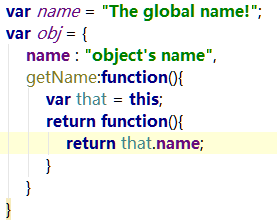 var name = "The global name!";
var obj = {
name : "object's name",
getName:function(){
var that = this;
return function(){
return that.name;
}
}
}